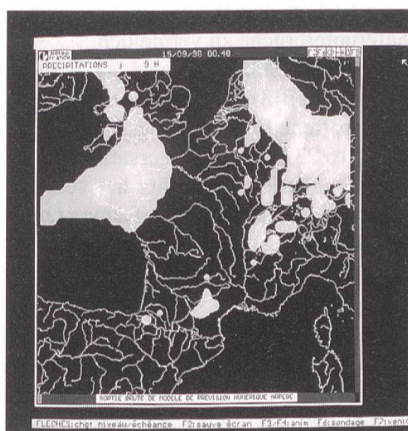 METEO
FRANCE
15/09/98 00.48
PRECIPITATIONS ; 9 H
SORTIE BRUTE DE MODELE DE PREVISION NUMERIQUE ARPEGE
FLECHES:chgt niveau/échéance F2:sauve écran F3/F4:anim F6:sondage F7:vent